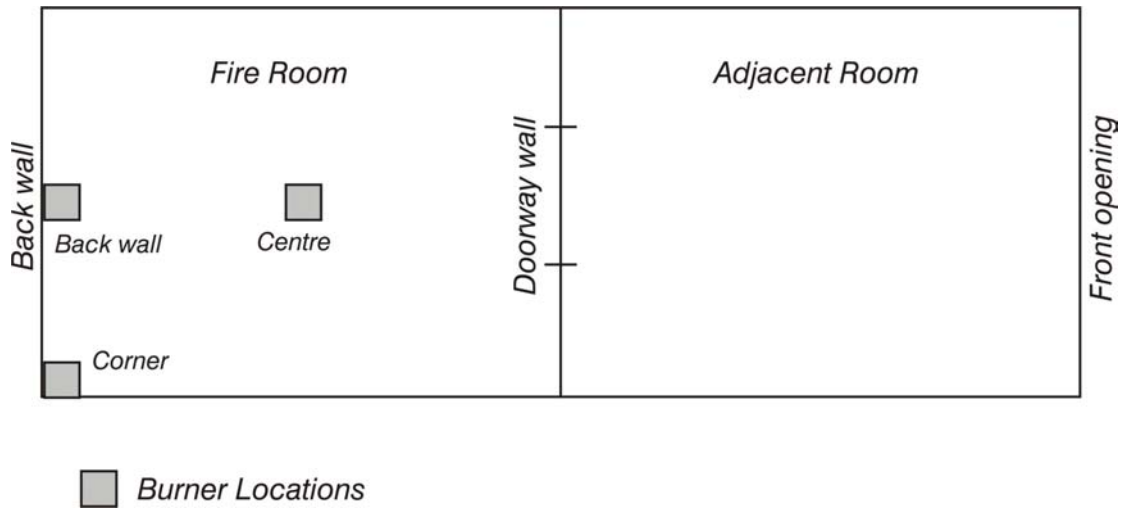 Fire Room
Adjacent Room
Back wall
Back wall
Centre
Doorway wall
Front opening
Corner
Burner Locations